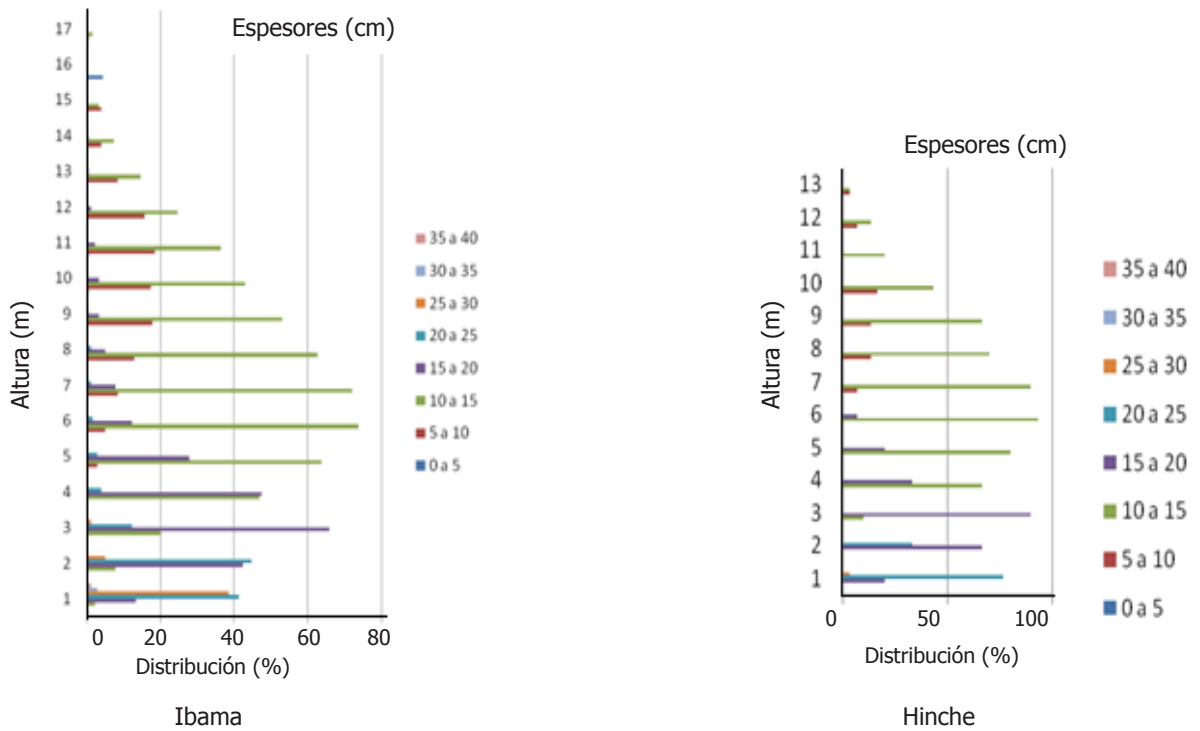 Espesores (cm)
17
16
15
14
13
12
11
10
9
8
7
6
5
4
3
2
1
Altura (m)
0 20 40 60 80
Distribución (%)
35 a 40
30 a 35
25 a 30
20 a 25
15 a 20
10 a 15
5 a 10
0 a 5
Ibama
Espesores (cm)
13
12
11
10
9
8
7
6
5
4
3
2
1
Altura (m)
0 50 100
Distribución (%)
35 a 40
30 a 35
25 a 30
20 a 25
15 a 20
10 a 15
5 a 10
0 a 5
Hinche